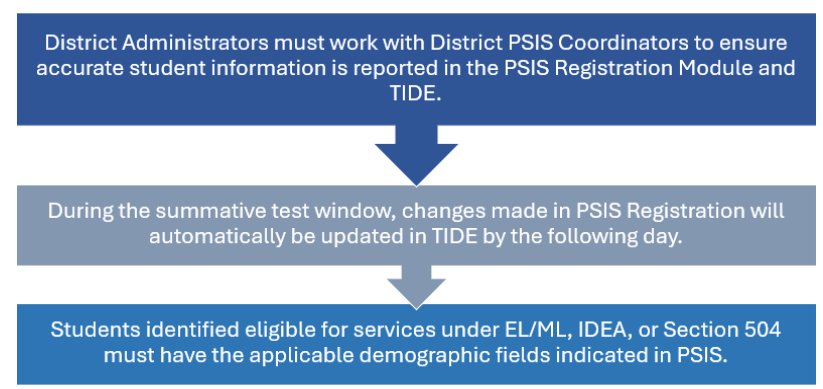 District Administrators must work with District PSIS Coordinators to ensure
accurate student information is reported in the PSIS Registration Module and
TIDE.
During the summative test window, changes made in PSIS Registration will
automatically be updated in TIDE by the following day.
Students identified eligible for services under EL/ML, IDEA, or Section 504
must have the applicable demographic fields indicated in PSIS.